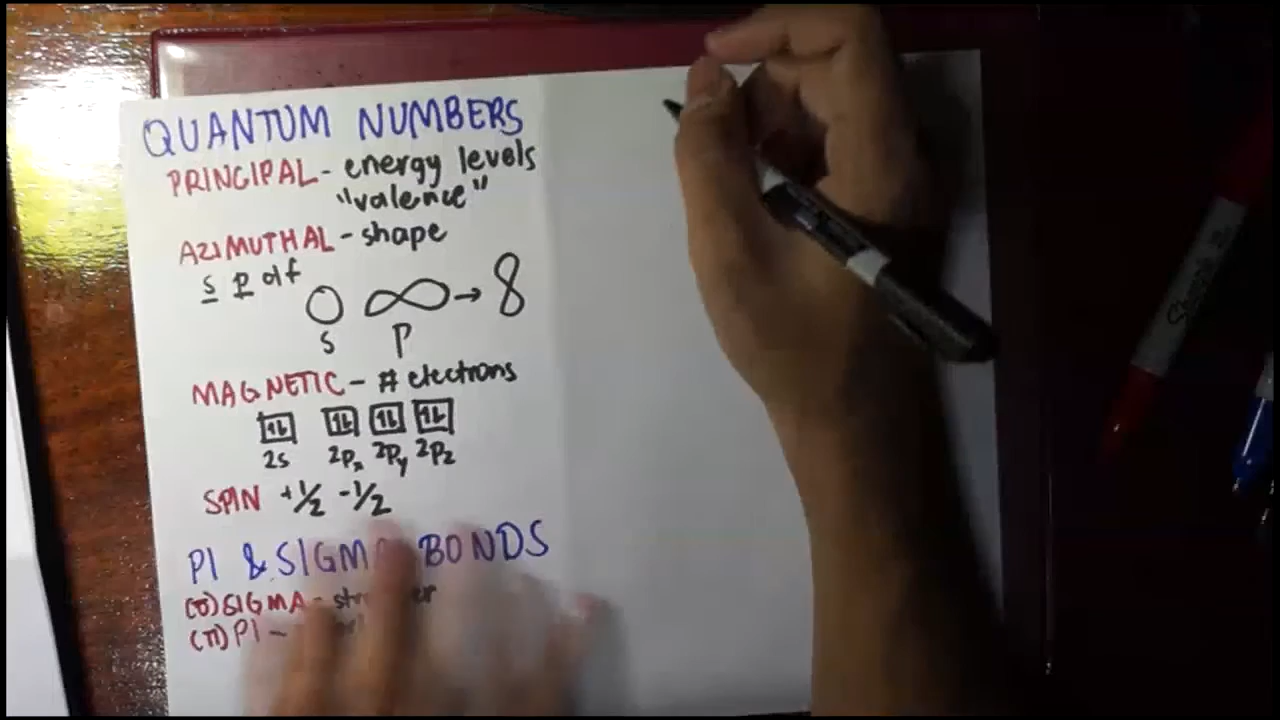 QUANTUM NUMBERS
PRINCIPAL - energy levels
"valence"
AZIMUTHAL - shape
s p d f
→ 8
s p
MAGNETIC - # electrons
2s 2px 2py 2pz
SPIN +1/2 -1/2
PI & SIGMA BONDS
(σ) SIGMA -
(π) PI -
Sharpie